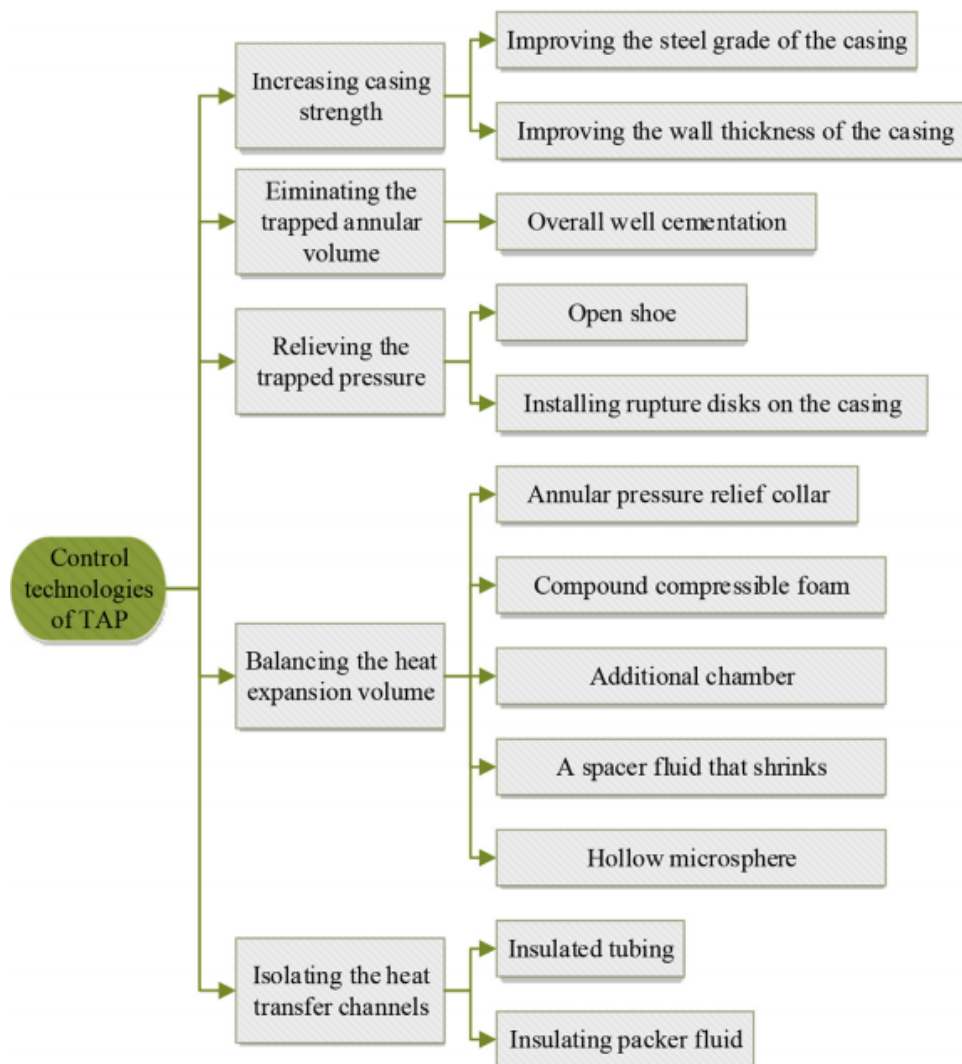 Control
technologies
of TAP
Increasing casing
strength
Improving the steel grade of the casing
Improving the wall thickness of the casing
Eiminating the
trapped annular
volume
Overall well cementation
Relieving the
trapped pressure
Open shoe
Installing rupture disks on the casing
Balancing the heat
expansion volume
Annular pressure relief collar
Compound compressible foam
Additional chamber
A spacer fluid that shrinks
Hollow microsphere
Isolating the heat
transfer channels
Insulated tubing
Insulating packer fluid